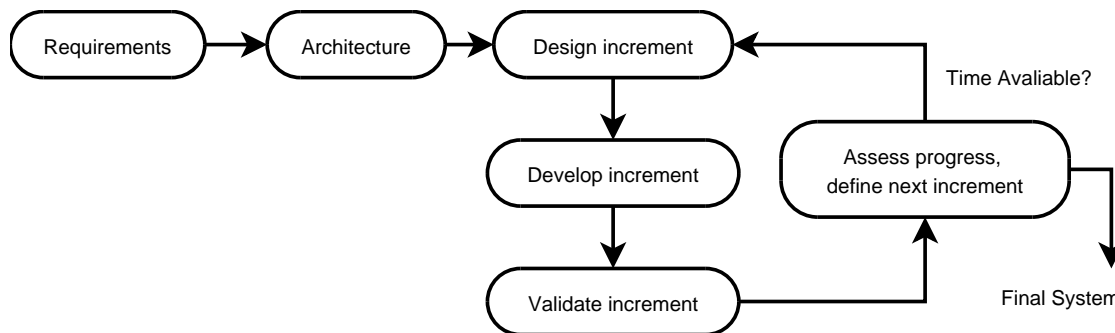 Requirements
Architecture
Design increment
Time Avaliable?
Develop increment
Assess progress,
define next increment
Validate increment
Final System